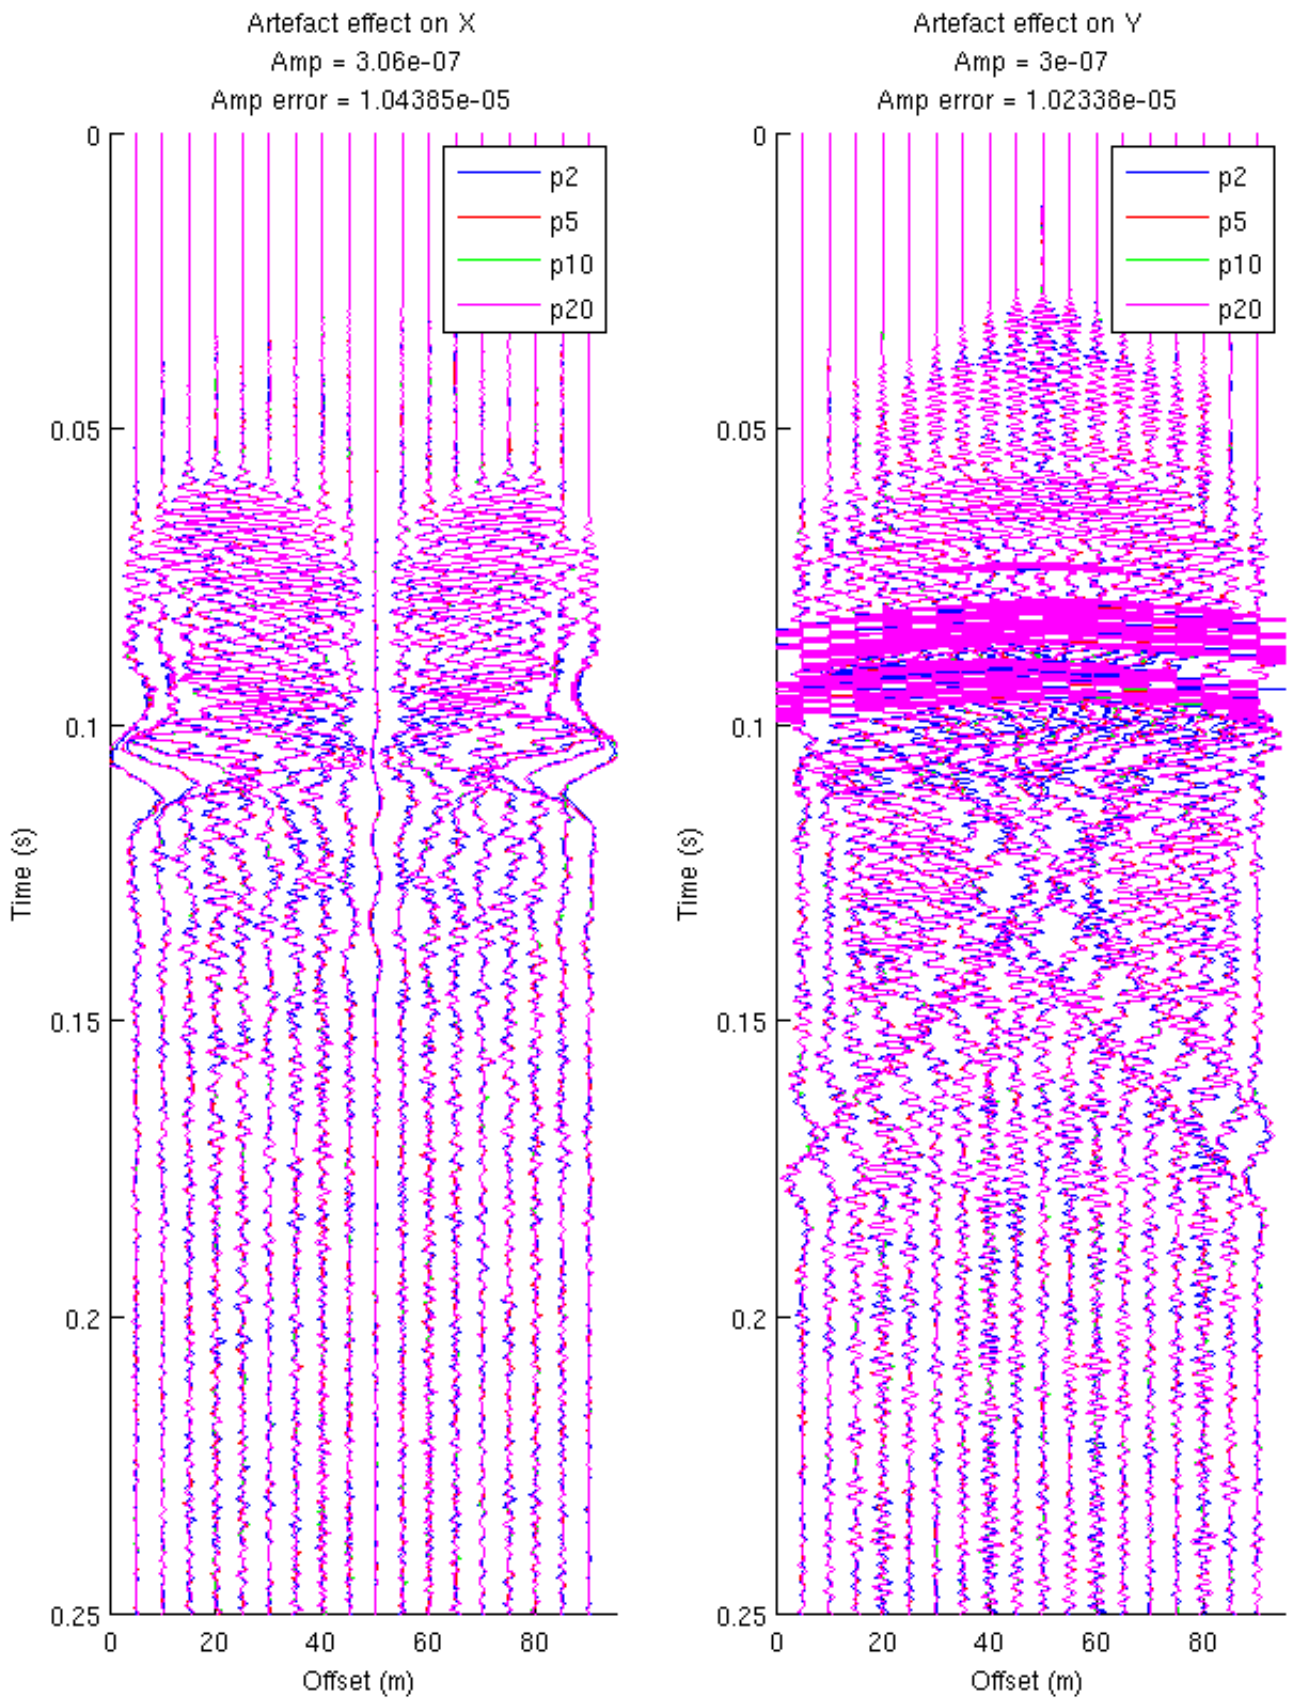 Artefact effect on X
Amp = 3.06e-07
Amp error = 1.04385e-05
0
0.05
0.1
0.15
0.2
0.25
0 20 40 60 80
Time (s)
Offset (m)
p2
p5
p10
p20
Artefact effect on Y
Amp = 3e-07
Amp error = 1.02338e-05
0
0.05
0.1
0.15
0.2
0.25
0 20 40 60 80
Time (s)
Offset (m)
p2
p5
p10
p20